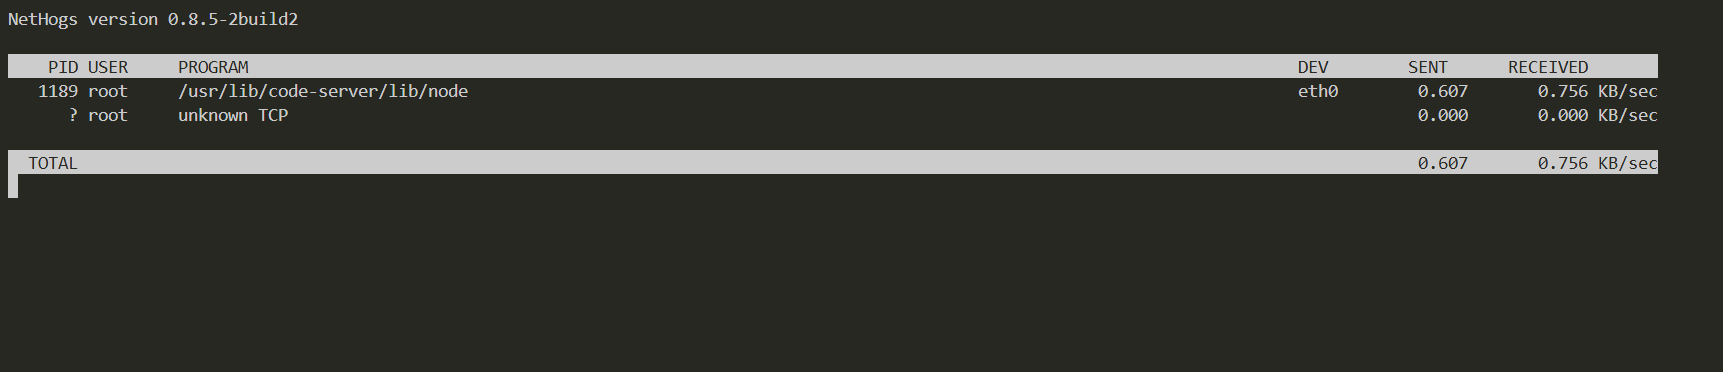 NetHogs version 0.8.5-2build2
PID USER PROGRAM DEV SENT RECEIVED
1189 root /usr/lib/code-server/lib/node eth0 0.607 0.756 KB/sec
? root unknown TCP 0.000 0.000 KB/sec
TOTAL 0.607 0.756 KB/sec